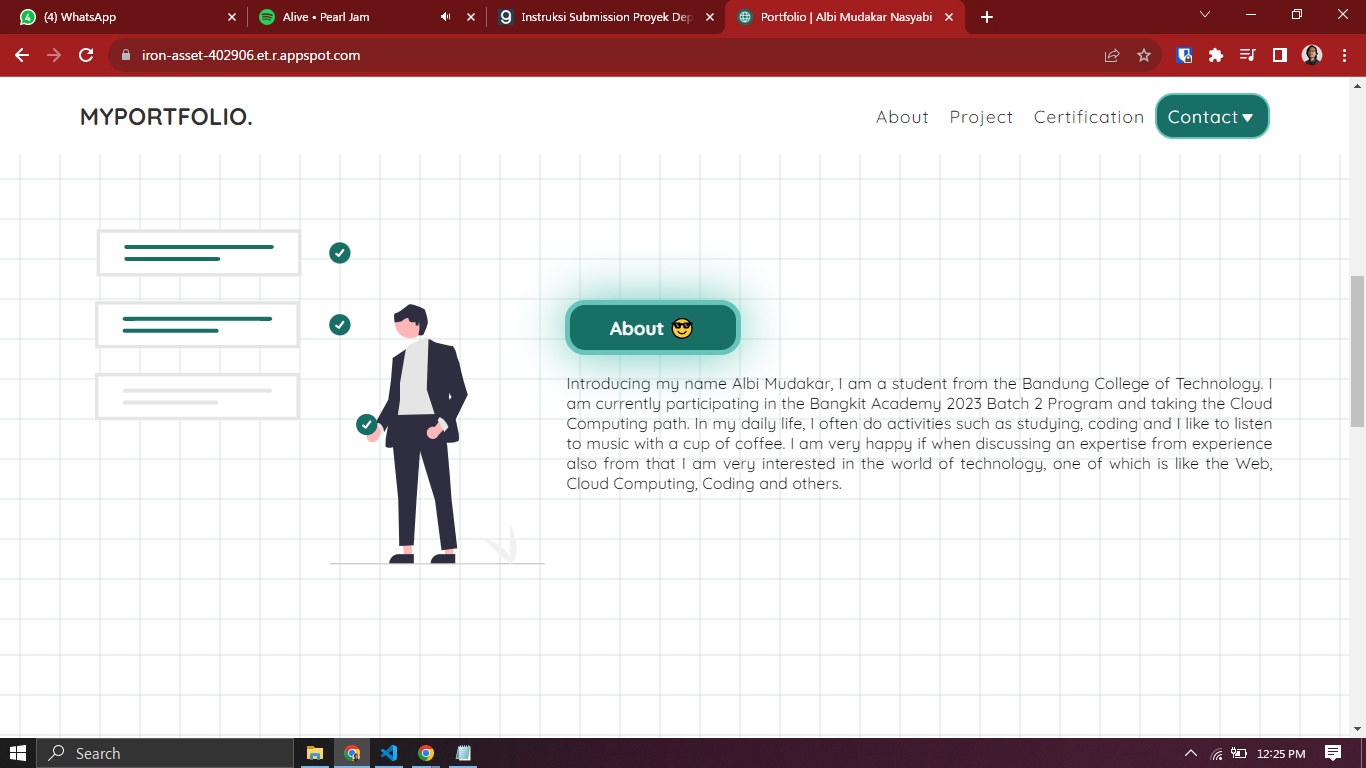 (4) WhatsApp
Alive • Pearl Jam
Instruksi Submission Proyek Dep
Portfolio | Albi Mudakar Nasyabi
iron-asset-402906.et.r.appspot.com
MYPORTFOLIO.
About
Project
Certification
Contact
About 😎
Introducing my name Albi Mudakar, I am a student from the Bandung College of Technology. I
am currently participating in the Bangkit Academy 2023 Batch 2 Program and taking the Cloud
Computing path. In my daily life, I often do activities such as studying, coding and I like to listen
to music with a cup of coffee. I am very happy if when discussing an expertise from experience
also from that I am very interested in the world of technology, one of which is like the Web,
Cloud Computing, Coding and others.
Search
12:25 PM